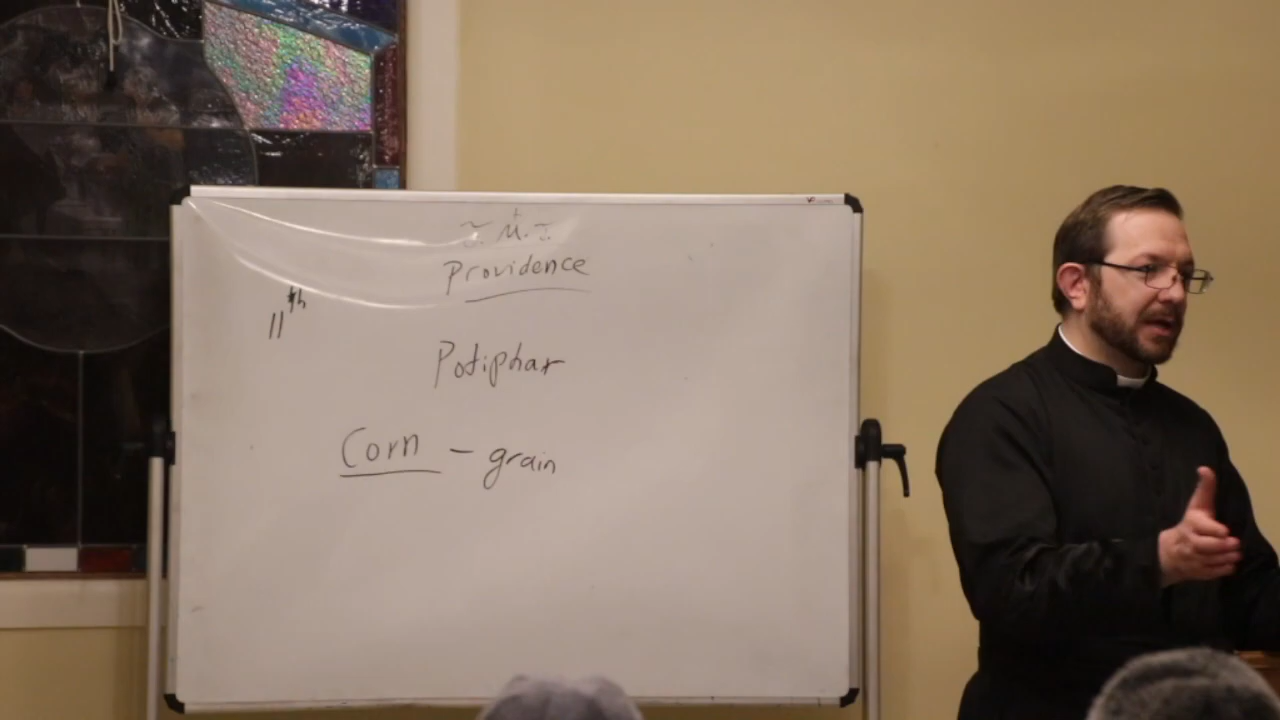 J. M. J.
Providence
11th
Potiphar
Corn - grain